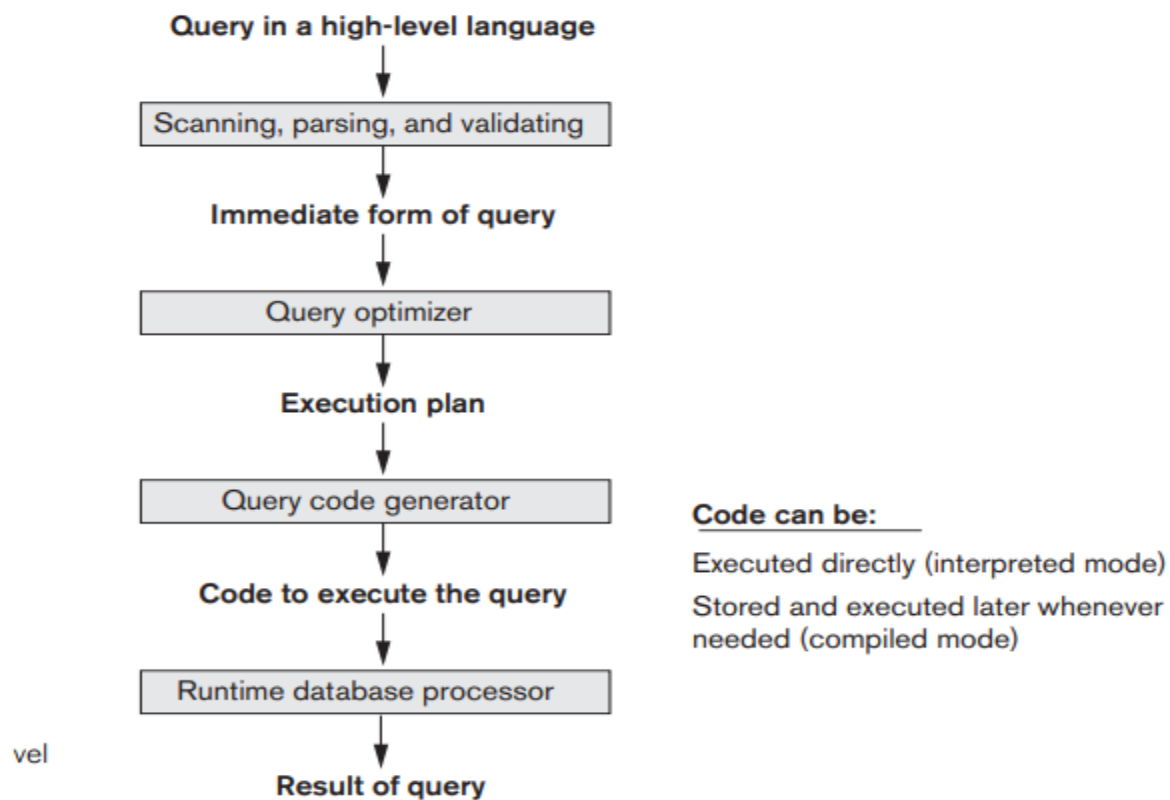 Query in a high-level language
Scanning, parsing, and validating
Immediate form of query
Query optimizer
Execution plan
Query code generator
Code can be:
Executed directly (interpreted mode)
Code to execute the query
Stored and executed later whenever
needed (compiled mode)
Runtime database processor
vel
Result of query